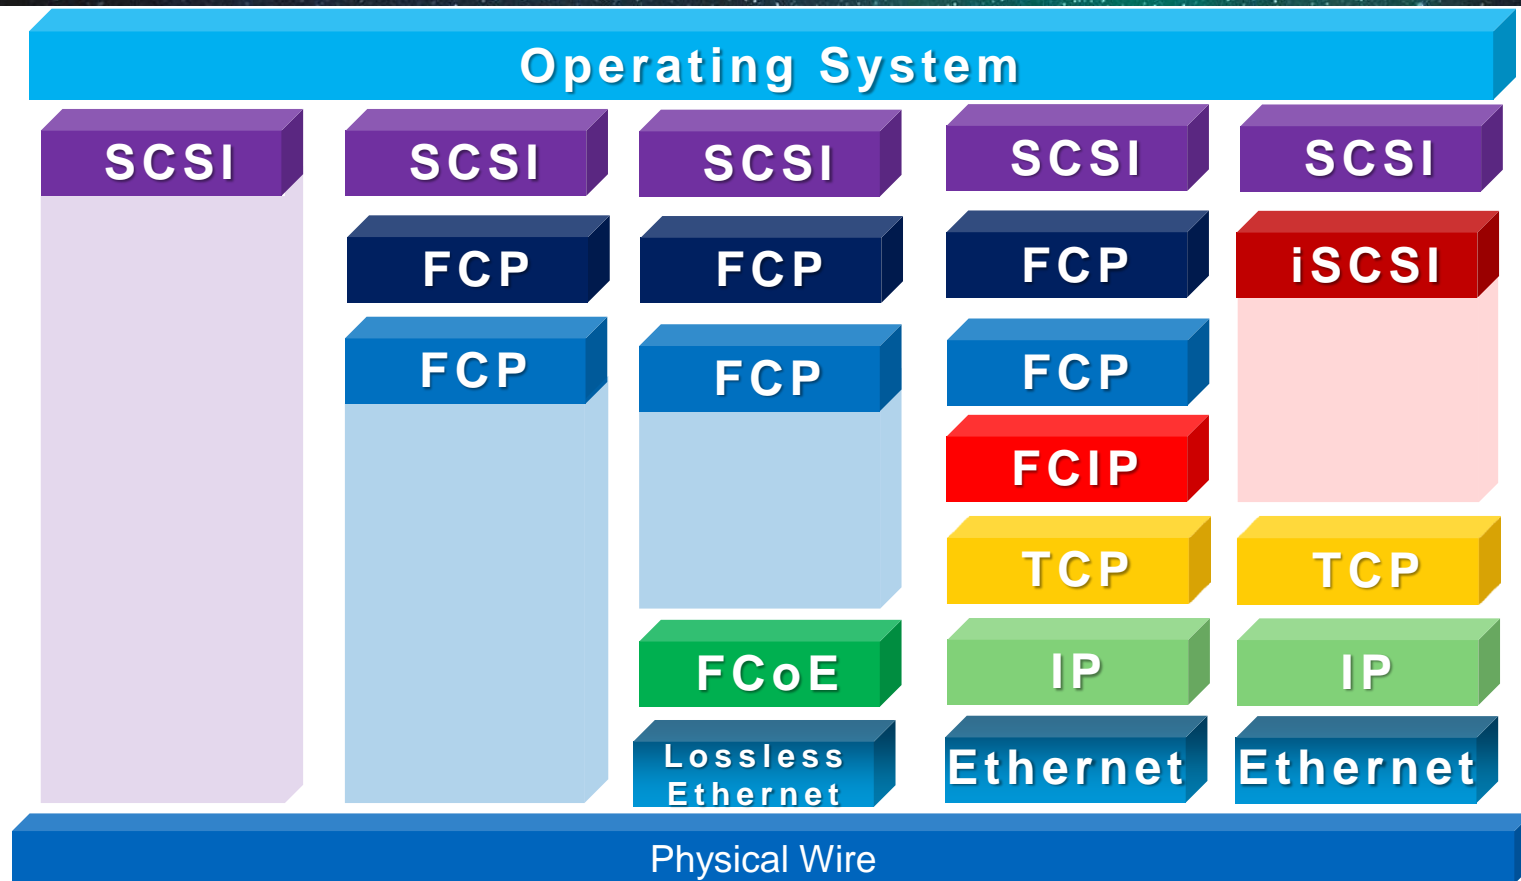 Operating System
SCSI
SCSI
SCSI
SCSI
SCSI
FCP
FCP
FCP
iSCSI
FCP
FCP
FCP
FCIP
TCP
TCP
FCoE
IP
IP
Lossless
Ethernet
Ethernet
Ethernet
Physical Wire